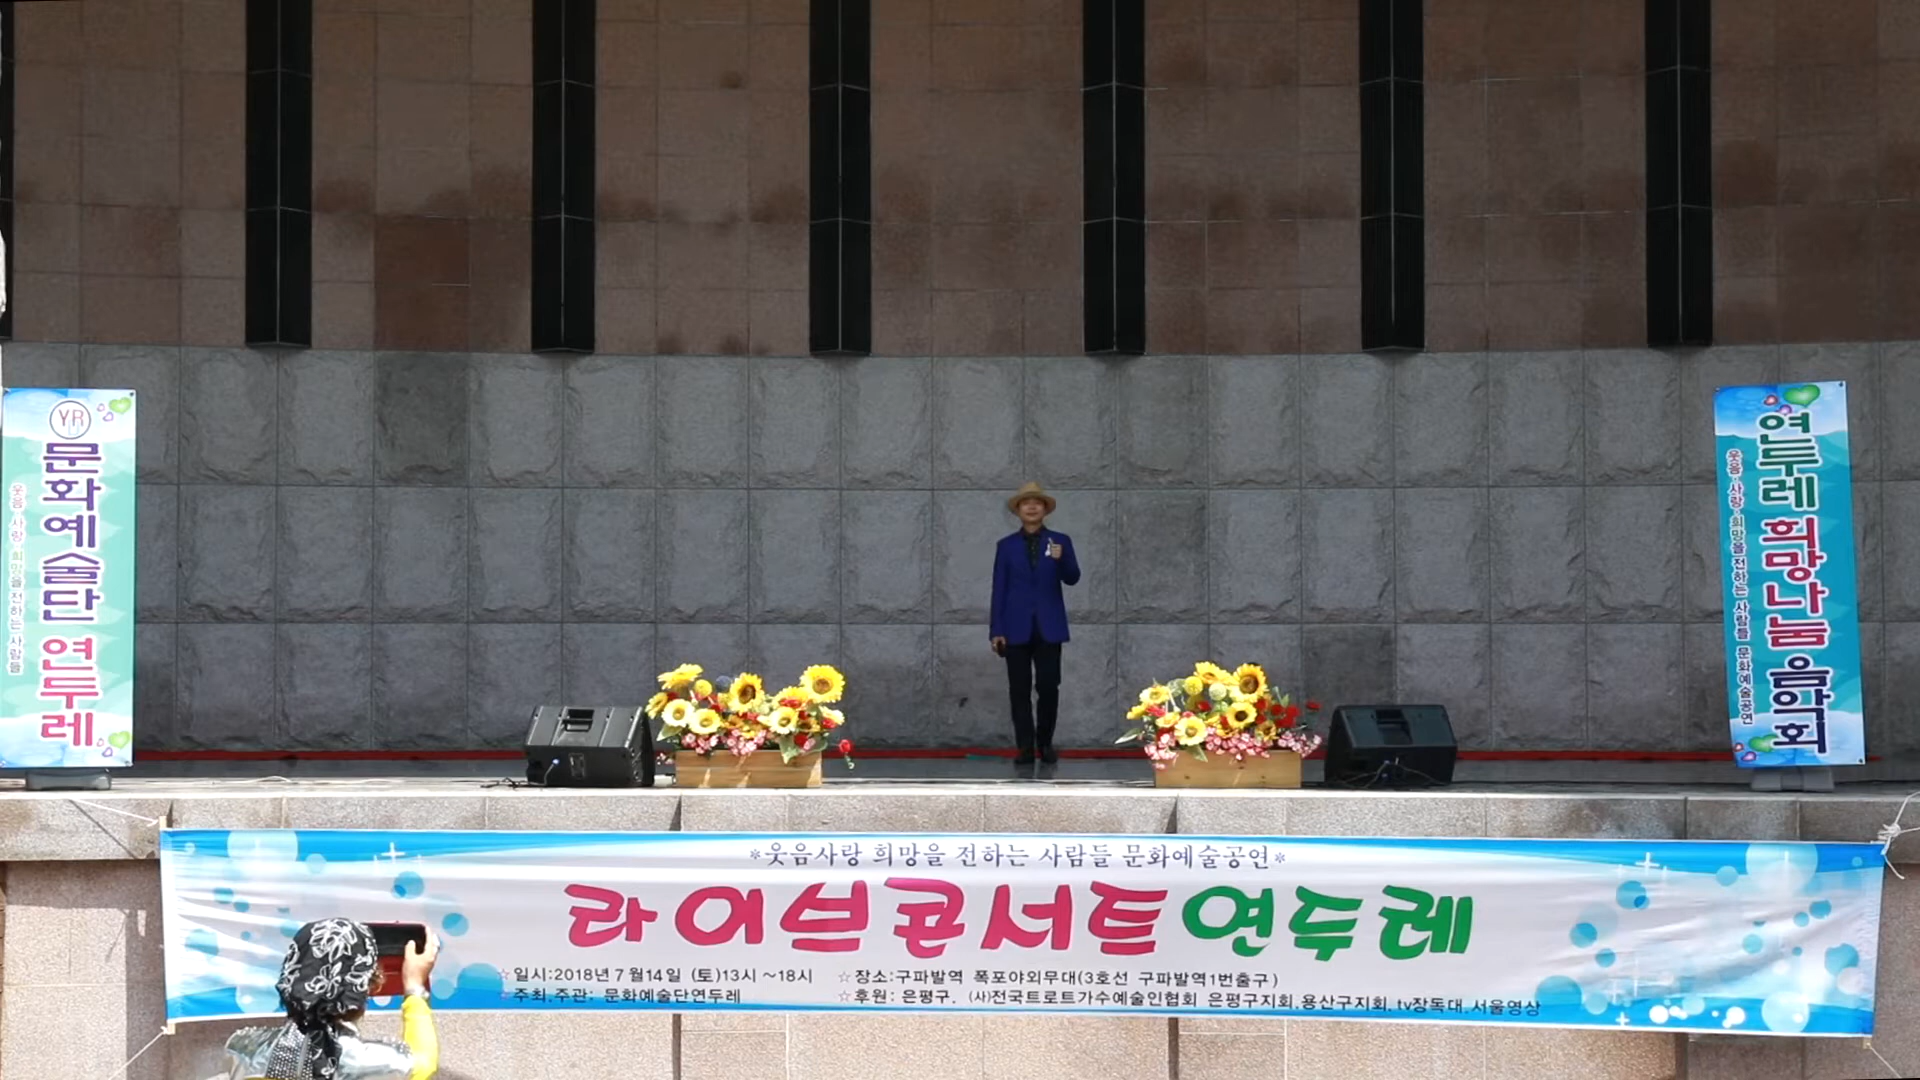 YR
문화예술단 연두레
웃음 사랑 희망을 전하는 사람들
연두레 희망나눔 음악회
웃음·사랑·희망을 전하는 사람들 문화예술공연
*웃음사랑 희망을 전하는 사람들 문화예술공연*
라이브콘서트연두레
☆일시:2018년 7월14일 (토)13시 ~18시 ☆장소:구파발역 폭포야외무대(3호선 구파발역1번출구)
☆주최.주관: 문화예술단연두레 ☆후원: 은평구, (사)전국트로트가수예술인협회 은평구지회,용산구지회, tv장독대,서울영상